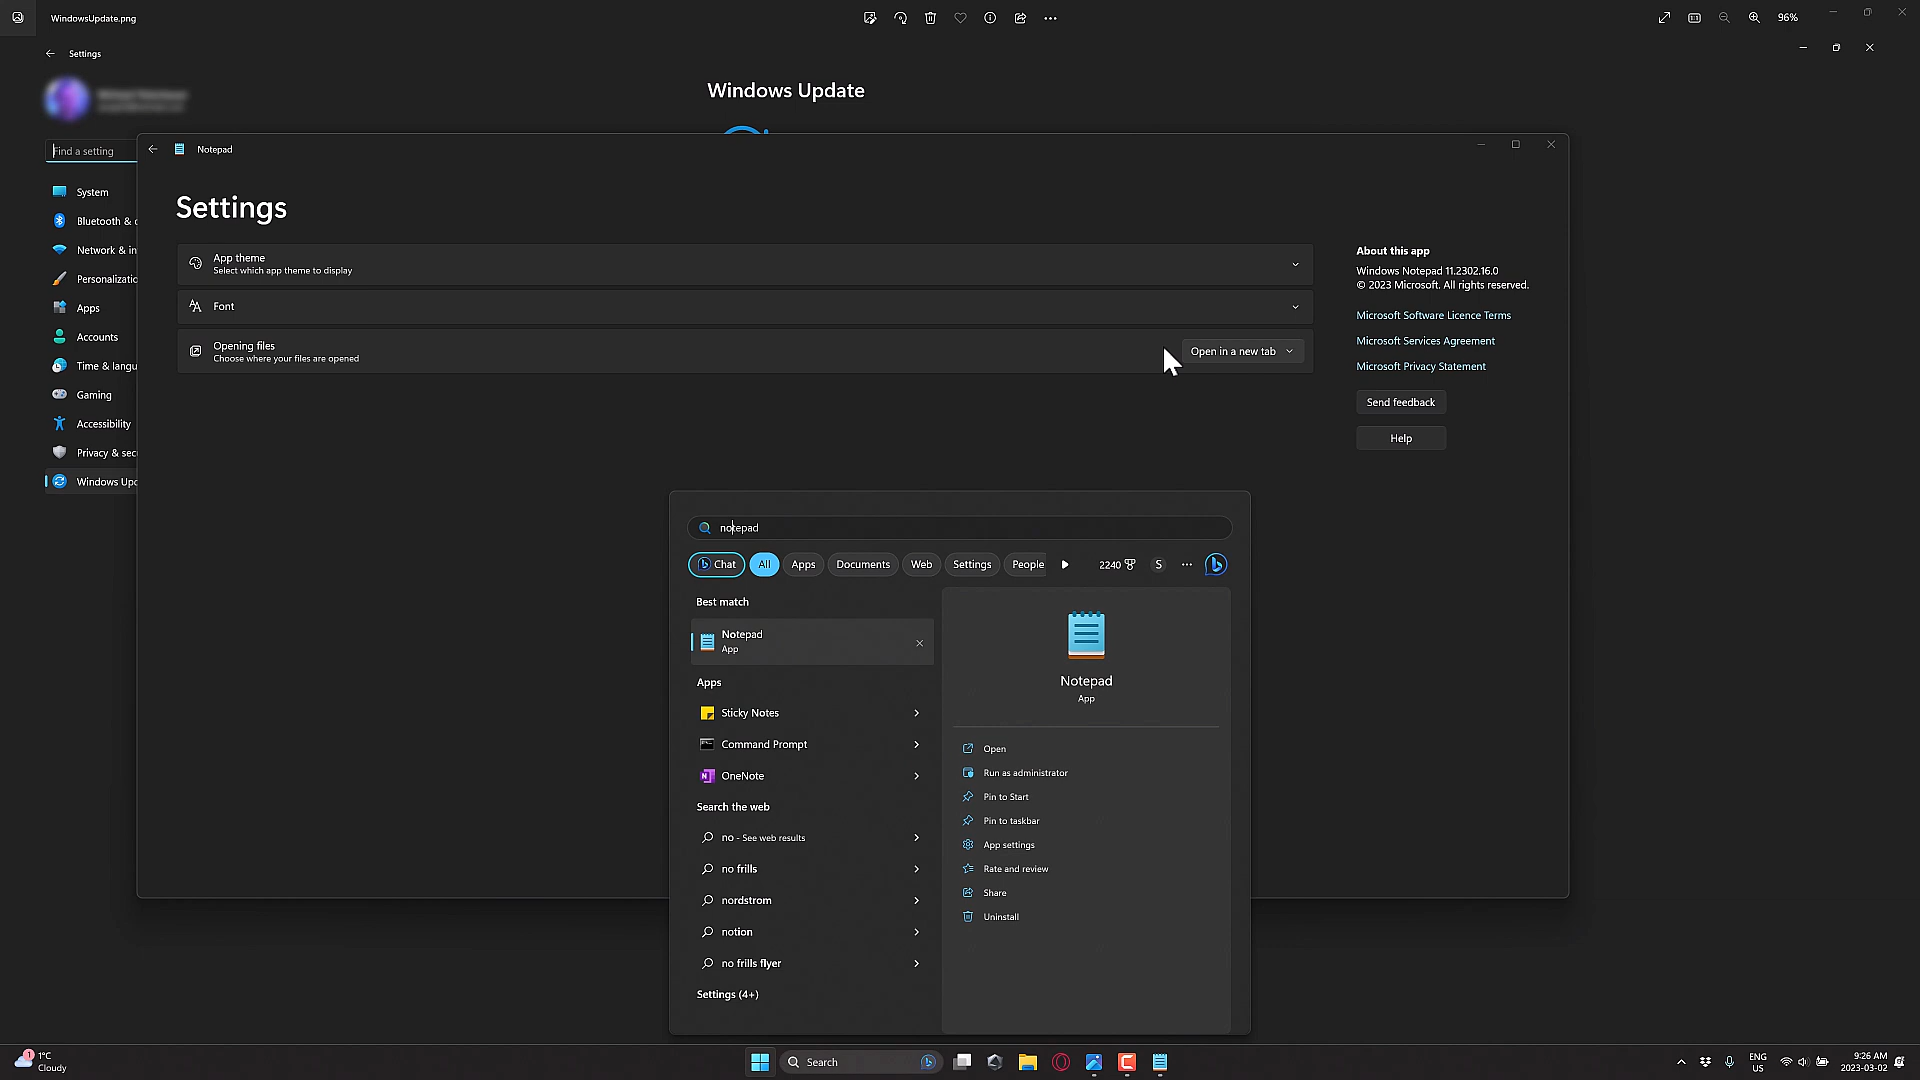 WindowsUpdate.png
96%
Settings
Windows Update
Find a setting
System
Bluetooth &
Network & in
Personalizatio
Apps
Accounts
Time & langu
Gaming
Accessibility
Privacy & sec
Windows Upd
Notepad
Settings
App theme
Select which app theme to display
Font
Opening files
Choose where your files are opened
Open in a new tab
About this app
Windows Notepad 11.2302.16.0
© 2023 Microsoft. All rights reserved.
Microsoft Software Licence Terms
Microsoft Services Agreement
Microsoft Privacy Statement
Send feedback
Help
notepad
Chat All Apps Documents Web Settings People 2240 S
Best match
Notepad
App
Apps
Sticky Notes
Command Prompt
OneNote
Search the web
no - See web results
no frills
nordstrom
notion
no frills flyer
Settings (4+)
Notepad
App
Open
Run as administrator
Pin to Start
Pin to taskbar
App settings
Rate and review
Share
Uninstall
1
1°C
Cloudy
Search
ENG
US
9:26 AM
2023-03-02